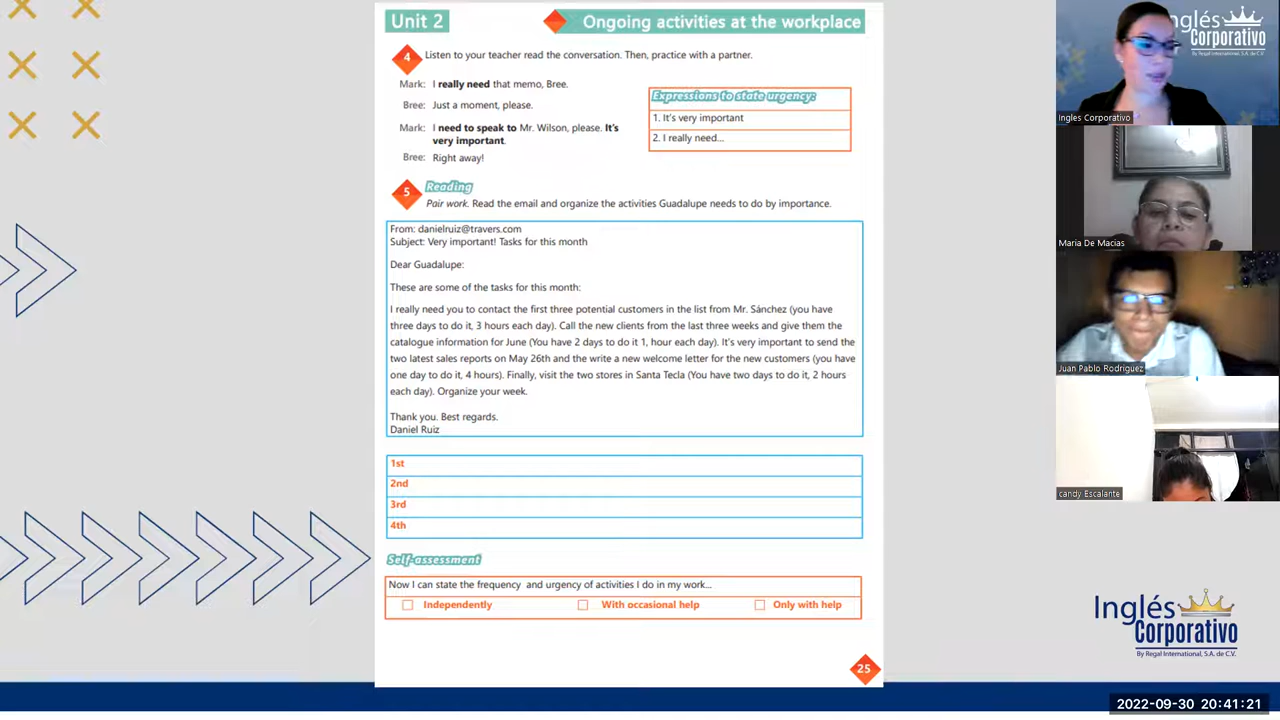 Unit 2
Ongoing activities at the workplace
4
Listen to your teacher read the conversation. Then, practice with a partner.
Mark: I really need that memo, Bree.
Bree: Just a moment, please.
Mark: I need to speak to Mr. Wilson, please. It's
very important.
Bree: Right away!
Expressions to state urgency:
1. It's very important
2. I really need...
5
Reading
Pair work. Read the email and organize the activities Guadalupe needs to do by importance.
From: danielruiz@travers.com
Subject: Very important! Tasks for this month
Dear Guadalupe:
These are some of the tasks for this month:
I really need you to contact the first three potential customers in the list from Mr. Sánchez (you have
three days to do it, 3 hours each day). Call the new clients from the last three weeks and give them the
catalogue information for June (You have 2 days to do it 1, hour each day). It's very important to send the
two latest sales reports on May 26th and the write a new welcome letter for the new customers (you have
one day to do it, 4 hours). Finally, visit the two stores in Santa Tecla (You have two days to do it, 2 hours
each day). Organize your week.
Thank you. Best regards.
Daniel Ruiz
1st
2nd
3rd
4th
Self-assessment
Now I can state the frequency and urgency of activities I do in my work...
Independently
With occasional help
Only with help
25
Inglés
Corporativo
By Regal International, S.A. de C.V.
Ingles Corporativo
Maria De Macias
Juan Pablo Rodriguez
candy Escalante
Inglés
Corporativo
By Regal International, S.A. de C.V.
2022-09-30 20:41:21